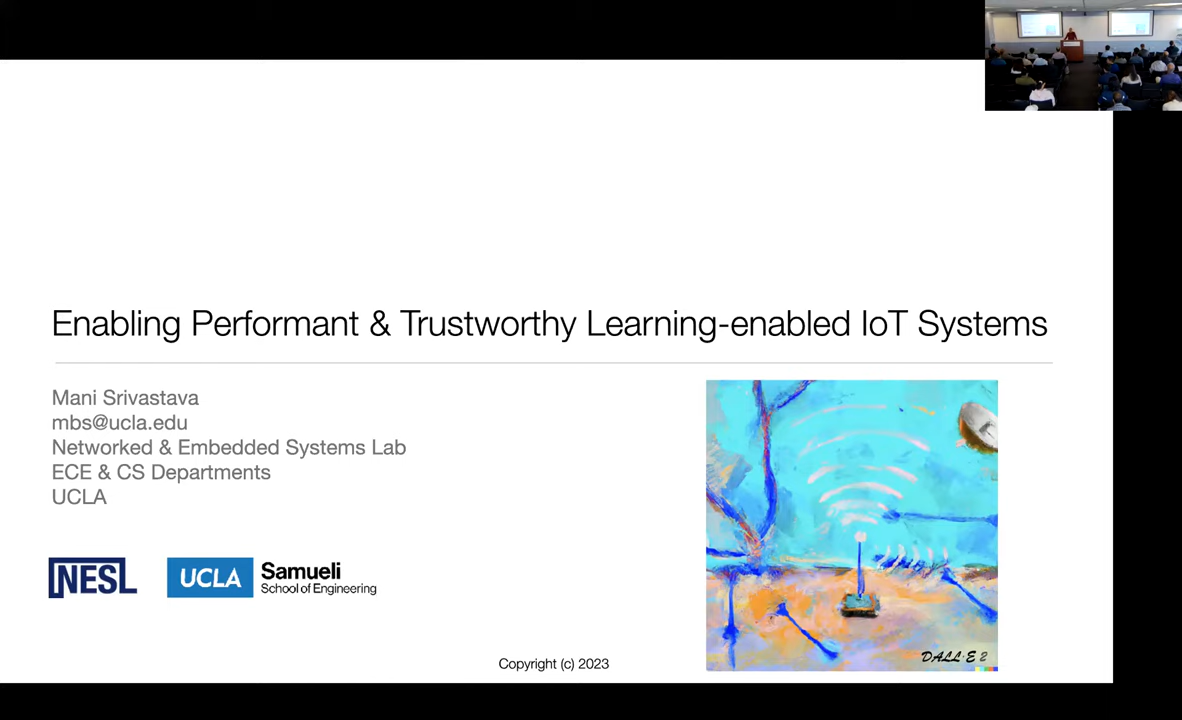 Enabling Performant & Trustworthy Learning-enabled IoT Systems
Mani Srivastava
mbs@ucla.edu
Networked & Embedded Systems Lab
ECE & CS Departments
UCLA
NESL
UCLA Samueli
School of Engineering
DALL·E 2
Copyright (c) 2023